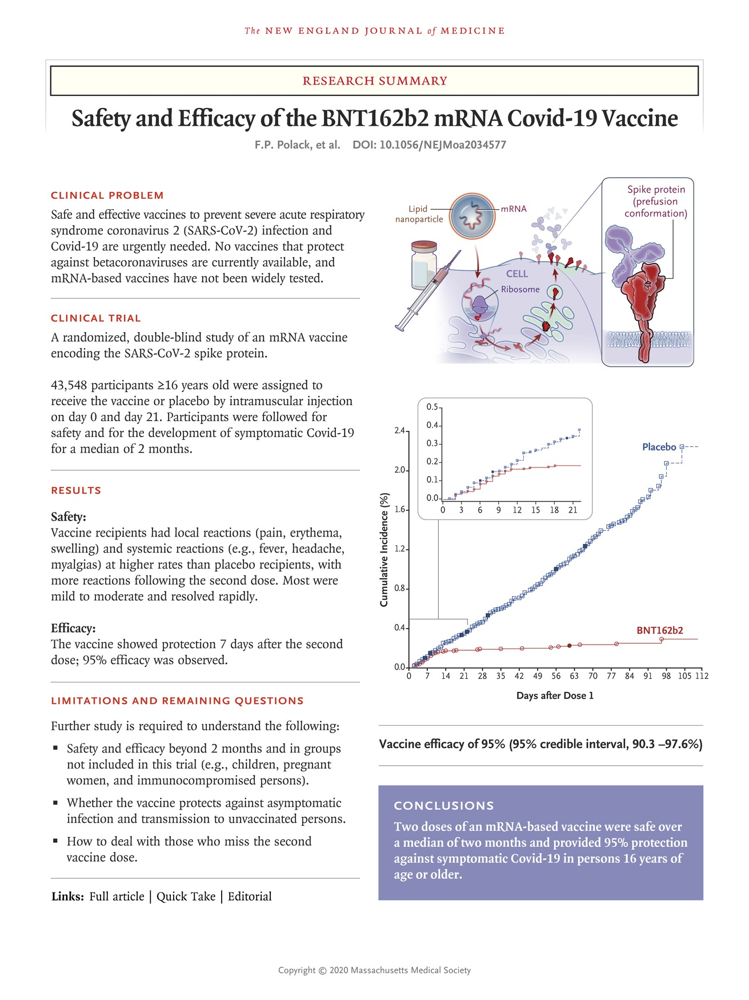 The NEW ENGLAND JOURNAL of MEDICINE
RESEARCH SUMMARY
Safety and Efficacy of the BNT162b2 mRNA Covid-19 Vaccine
F.P. Polack, et al. DOI: 10.1056/NEJMoa2034577
CLINICAL PROBLEM
Safe and effective vaccines to prevent severe acute respiratory
syndrome coronavirus 2 (SARS-CoV-2) infection and
Covid-19 are urgently needed. No vaccines that protect
against betacoronaviruses are currently available, and
mRNA-based vaccines have not been widely tested.
CLINICAL TRIAL
A randomized, double-blind study of an mRNA vaccine
encoding the SARS-CoV-2 spike protein.
43,548 participants ≥16 years old were assigned to
receive the vaccine or placebo by intramuscular injection
on day 0 and day 21. Participants were followed for
safety and for the development of symptomatic Covid-19
for a median of 2 months.
RESULTS
Safety:
Vaccine recipients had local reactions (pain, erythema,
swelling) and systemic reactions (e.g., fever, headache,
myalgias) at higher rates than placebo recipients, with
more reactions following the second dose. Most were
mild to moderate and resolved rapidly.
Efficacy:
The vaccine showed protection 7 days after the second
dose; 95% efficacy was observed.
LIMITATIONS AND REMAINING QUESTIONS
Further study is required to understand the following:
▪ Safety and efficacy beyond 2 months and in groups
not included in this trial (e.g., children, pregnant
women, and immunocompromised persons).
▪ Whether the vaccine protects against asymptomatic
infection and transmission to unvaccinated persons.
▪ How to deal with those who miss the second
vaccine dose.
Links: Full article | Quick Take | Editorial
Lipid
nanoparticle
mRNA
CELL
Ribosome
Spike protein
(prefusion
conformation)
0.5
0.4
0.3
0.2
0.1
0.0
0 3 6 9 12 15 18 21
2.4
2.0
1.6
1.2
0.8
0.4
0.0
Cumulative Incidence (%)
Placebo
BNT162b2
0 7 14 21 28 35 42 49 56 63 70 77 84 91 98 105 112
Days after Dose 1
Vaccine efficacy of 95% (95% credible interval, 90.3 –97.6%)
CONCLUSIONS
Two doses of an mRNA-based vaccine were safe over
a median of two months and provided 95% protection
against symptomatic Covid-19 in persons 16 years of
age or older.
Copyright © 2020 Massachusetts Medical Society